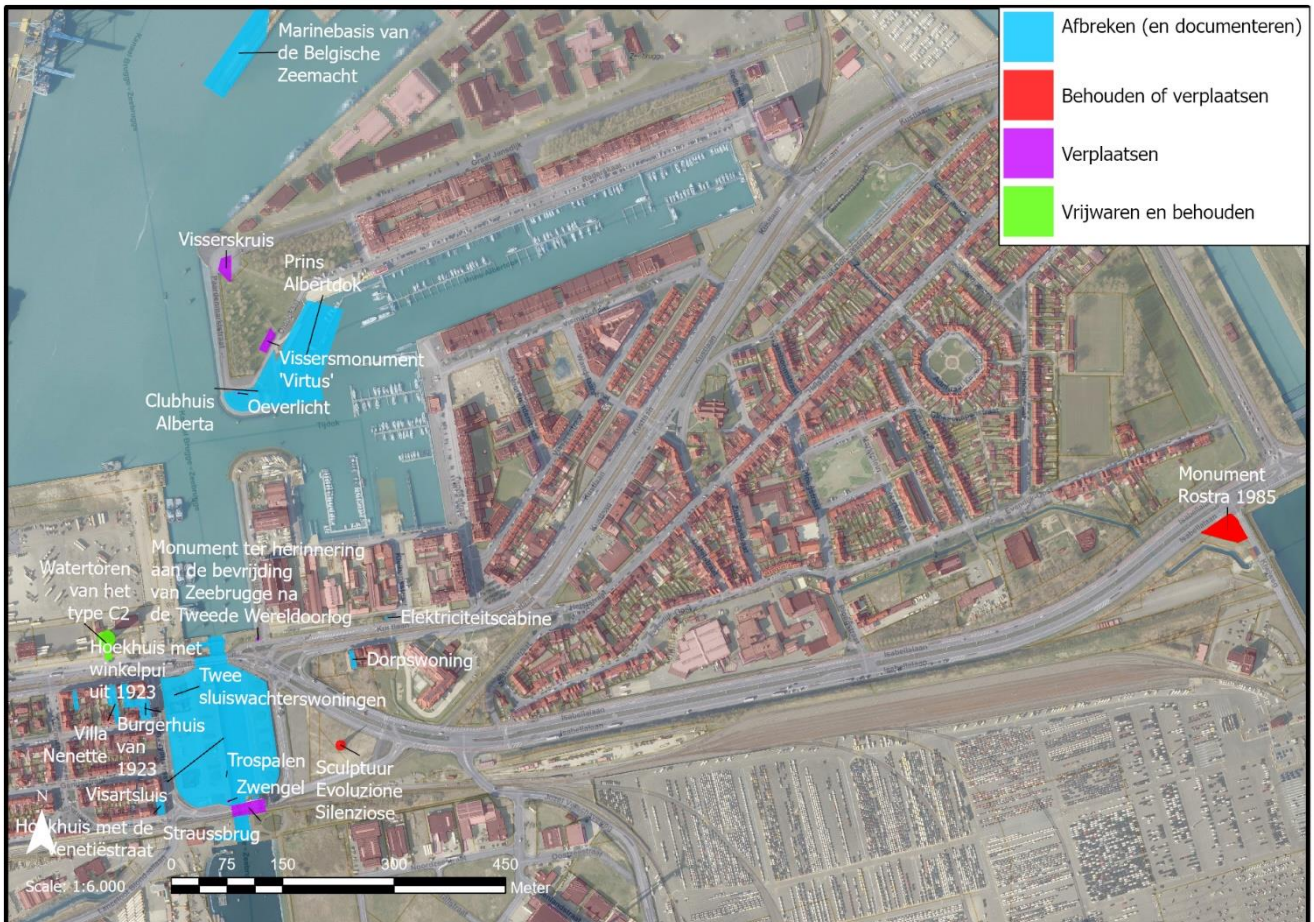 Marinebasis van
de Belgische
Zeemacht
Afbreken (en documenteren)
Behouden of verplaatsen
Verplaatsen
Vrijwaren en behouden
Visserskruis
Prins
Albertdok
Vissersmonument
'Virtus'
Clubhuis
Alberta
Oeverlicht
Tijdok
Monument
Rostra 1985
Monument ter herinnering
aan de bevrijding
van Zeebrugge na
de Tweede Wereldoorlog
Watertoren
van het
type C2
Elektriciteitscabine
Hoekhuis met
winkelpui
uit 1923
Twee
sluiswachterswoningen
Dorpswoning
Isabellalaan
Isabellalaan
Villa
Nenette
Burgerhuis
van
1923
Trospalen
Zwengel
Visartsluis
Sculptuur
Evoluzione
Silenziose
N
Hoekhuis met de
Venetiëstraat
Straussbrug
0 75 150 300 450
Meter
Scale: 1:6.000